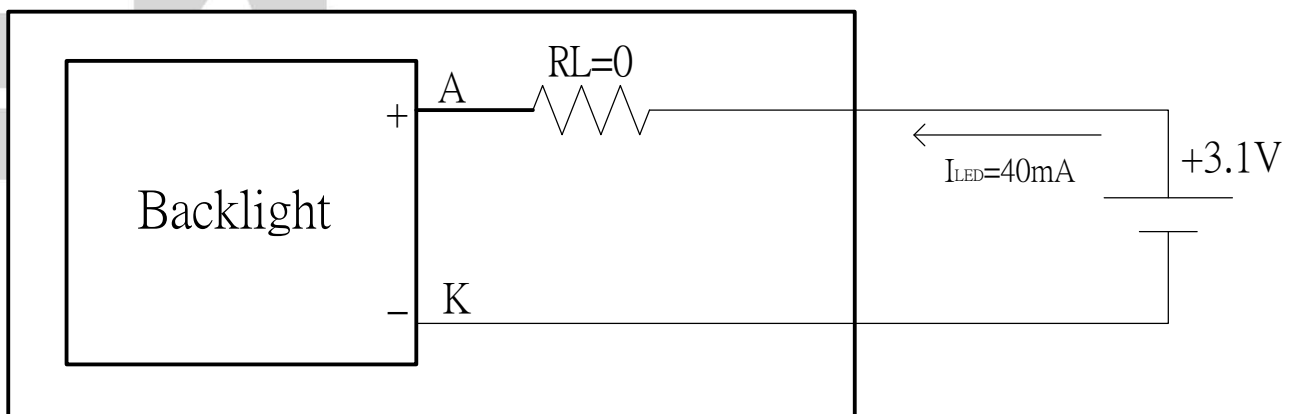 RL=0
A
+
+3.1V
ILED=40mA
Backlight
K
−